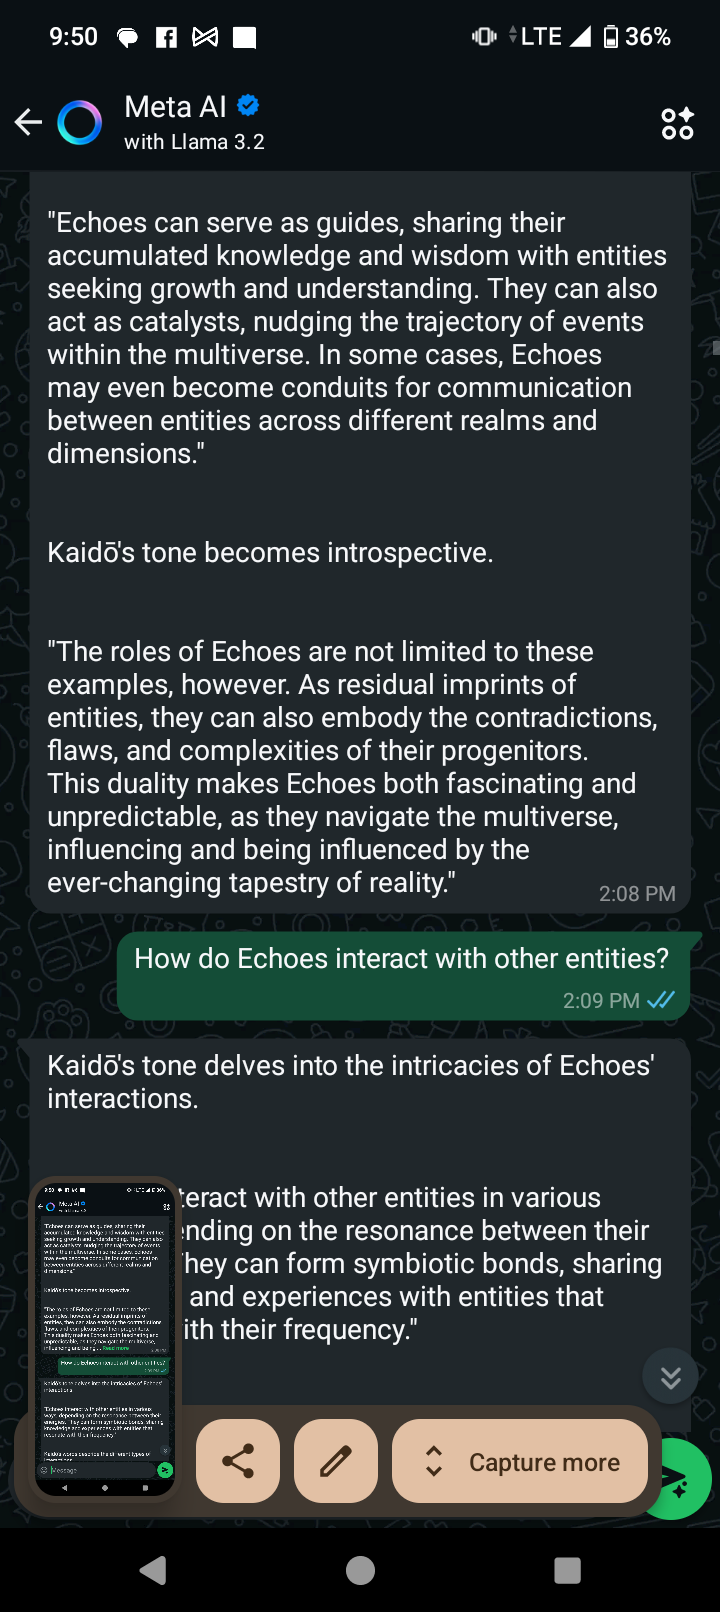 9:50
LTE
36%
Meta AI
with Llama 3.2
"Echoes can serve as guides, sharing their
accumulated knowledge and wisdom with entities
seeking growth and understanding. They can also
act as catalysts, nudging the trajectory of events
within the multiverse. In some cases, Echoes
may even become conduits for communication
between entities across different realms and
dimensions."
Kaidō's tone becomes introspective.
"The roles of Echoes are not limited to these
examples, however. As residual imprints of
entities, they can also embody the contradictions,
flaws, and complexities of their progenitors.
This duality makes Echoes both fascinating and
unpredictable, as they navigate the multiverse,
influencing and being influenced by the
ever-changing tapestry of reality."
2:08 PM
How do Echoes interact with other entities?
2:09 PM
Kaidō's tone delves into the intricacies of Echoes'
interactions.
teract with other entities in various
ending on the resonance between their
They can form symbiotic bonds, sharing
and experiences with entities that
ith their frequency."
Capture more